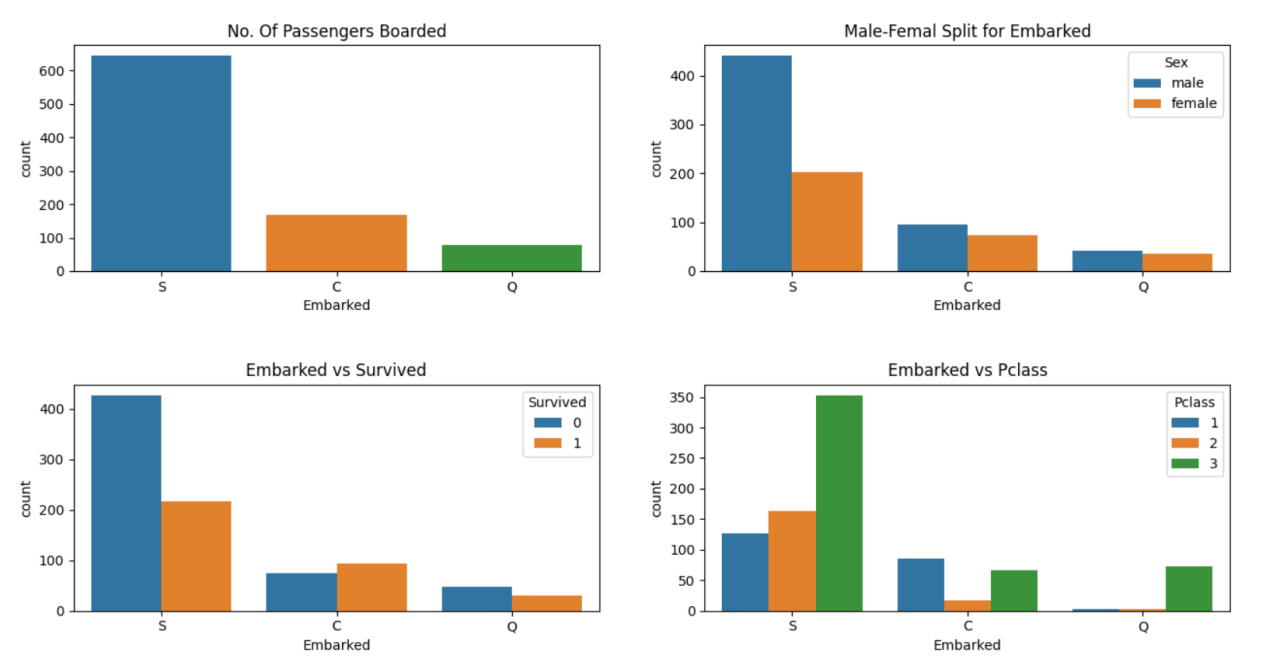 No. Of Passengers Boarded
600
500
400
300
200
100
0
count
S C Q
Embarked
Male-Femal Split for Embarked
Sex
male
female
400
300
200
100
0
count
S C Q
Embarked
Embarked vs Survived
Survived
0
1
400
300
200
100
0
count
S C Q
Embarked
Embarked vs Pclass
Pclass
1
2
3
350
300
250
200
150
100
50
0
count
S C Q
Embarked